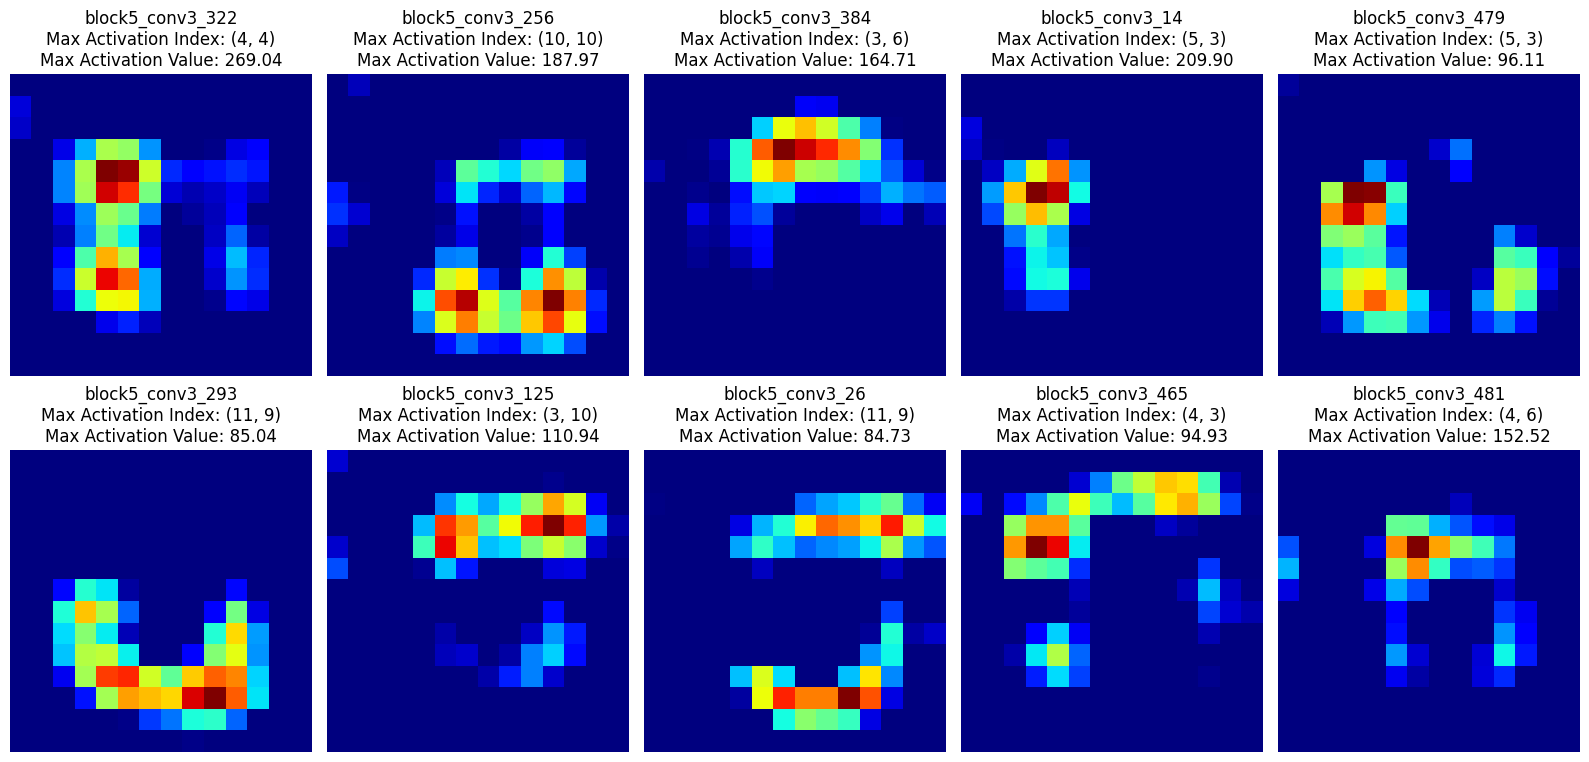 block5_conv3_322
Max Activation Index: (4, 4)
Max Activation Value: 269.04
block5_conv3_256
Max Activation Index: (10, 10)
Max Activation Value: 187.97
block5_conv3_384
Max Activation Index: (3, 6)
Max Activation Value: 164.71
block5_conv3_14
Max Activation Index: (5, 3)
Max Activation Value: 209.90
block5_conv3_479
Max Activation Index: (5, 3)
Max Activation Value: 96.11
block5_conv3_293
Max Activation Index: (11, 9)
Max Activation Value: 85.04
block5_conv3_125
Max Activation Index: (3, 10)
Max Activation Value: 110.94
block5_conv3_26
Max Activation Index: (11, 9)
Max Activation Value: 84.73
block5_conv3_465
Max Activation Index: (4, 3)
Max Activation Value: 94.93
block5_conv3_481
Max Activation Index: (4, 6)
Max Activation Value: 152.52